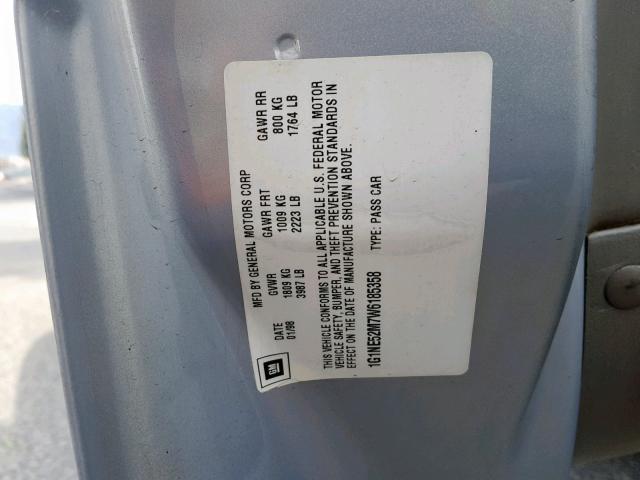 GM
MFD BY GENERAL MOTORS CORP
DATE GVWR GAWR FRT GAWR RR
01/98 1809 KG 1009 KG 800 KG
3987 LB 2223 LB 1764 LB
THIS VEHICLE CONFORMS TO ALL APPLICABLE U.S. FEDERAL MOTOR
VEHICLE SAFETY, BUMPER, AND THEFT PREVENTION STANDARDS IN
EFFECT ON THE DATE OF MANUFACTURE SHOWN ABOVE.
1G1NE52M7W6185358 TYPE: PASS CAR